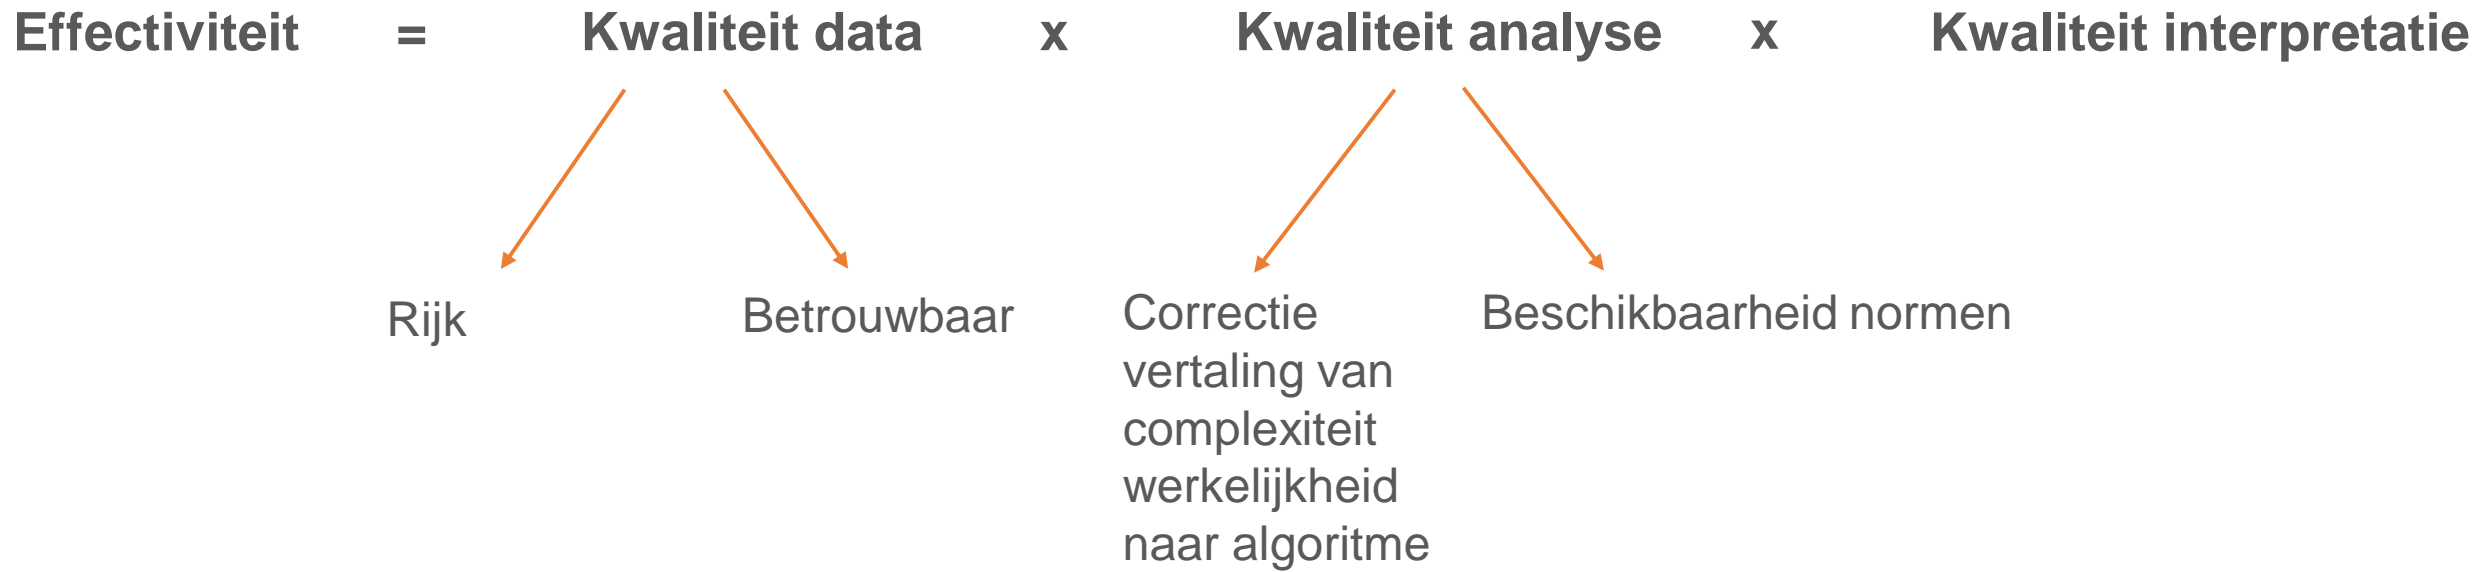 Effectiviteit = Kwaliteit data x Kwaliteit analyse x Kwaliteit interpretatie
Rijk
Betrouwbaar
Correctie
vertaling van
complexiteit
werkelijkheid
naar algoritme
Beschikbaarheid normen